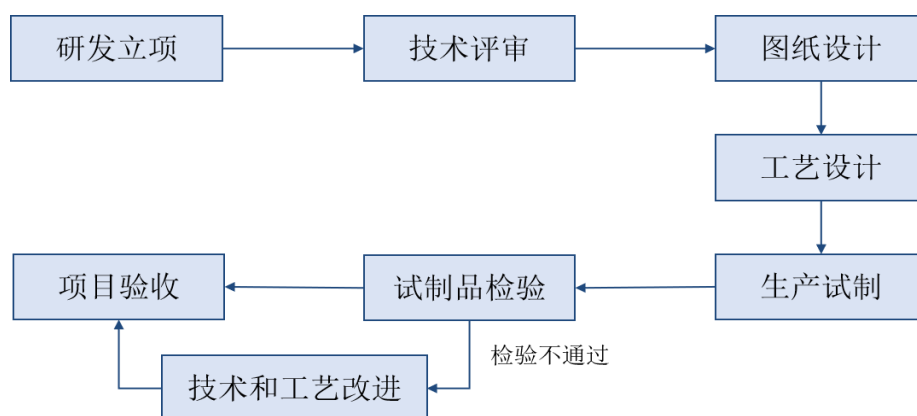 研发立项
技术评审
图纸设计
工艺设计
项目验收
试制品检验
生产试制
检验不通过
技术和工艺改进